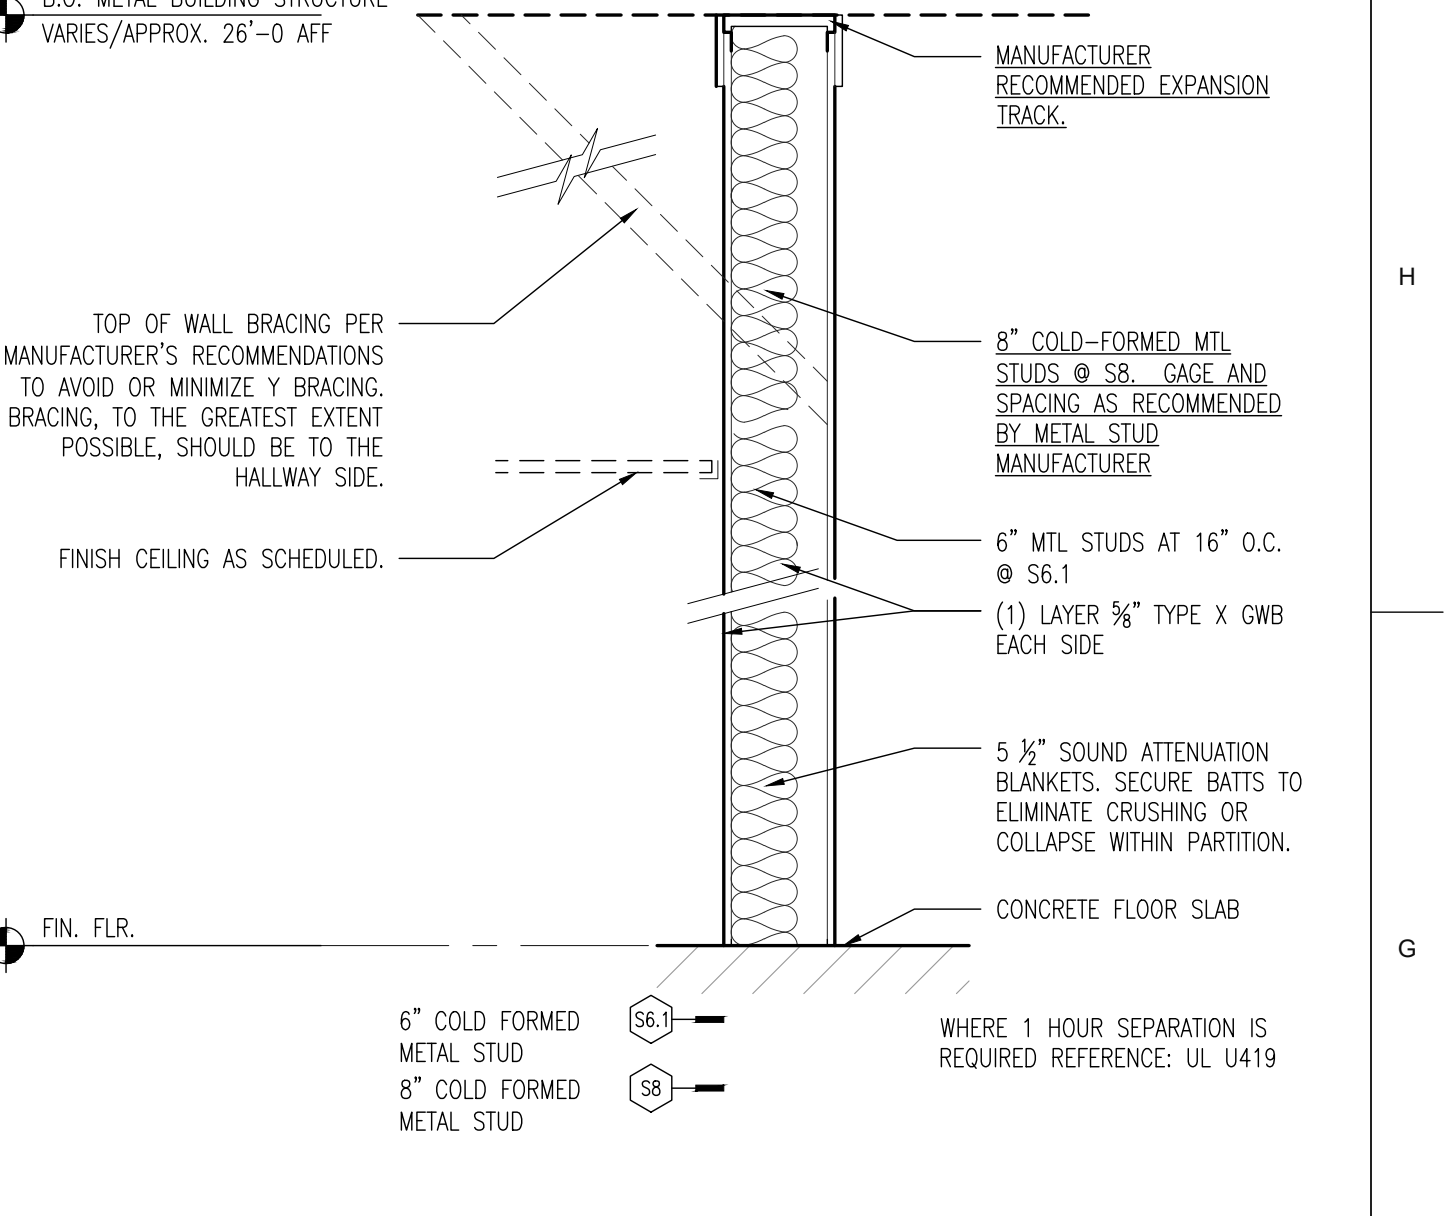 B.O. METAL BUILDING STRUCTURE
VARIES/APPROX. 26'-0 AFF
MANUFACTURER
RECOMMENDED EXPANSION
TRACK.
H
TOP OF WALL BRACING PER
MANUFACTURER'S RECOMMENDATIONS
TO AVOID OR MINIMIZE Y BRACING.
BRACING, TO THE GREATEST EXTENT
POSSIBLE, SHOULD BE TO THE
HALLWAY SIDE.
8" COLD-FORMED MTL
STUDS @ S8. GAGE AND
SPACING AS RECOMMENDED
BY METAL STUD
MANUFACTURER
FINISH CEILING AS SCHEDULED.
6" MTL STUDS AT 16" O.C.
@ S6.1
(1) LAYER ⅝" TYPE X GWB
EACH SIDE
5 ½" SOUND ATTENUATION
BLANKETS. SECURE BATTS TO
ELIMINATE CRUSHING OR
COLLAPSE WITHIN PARTITION.
CONCRETE FLOOR SLAB
FIN. FLR.
G
6" COLD FORMED
METAL STUD
S6.1
8" COLD FORMED
METAL STUD
S8
WHERE 1 HOUR SEPARATION IS
REQUIRED REFERENCE: UL U419